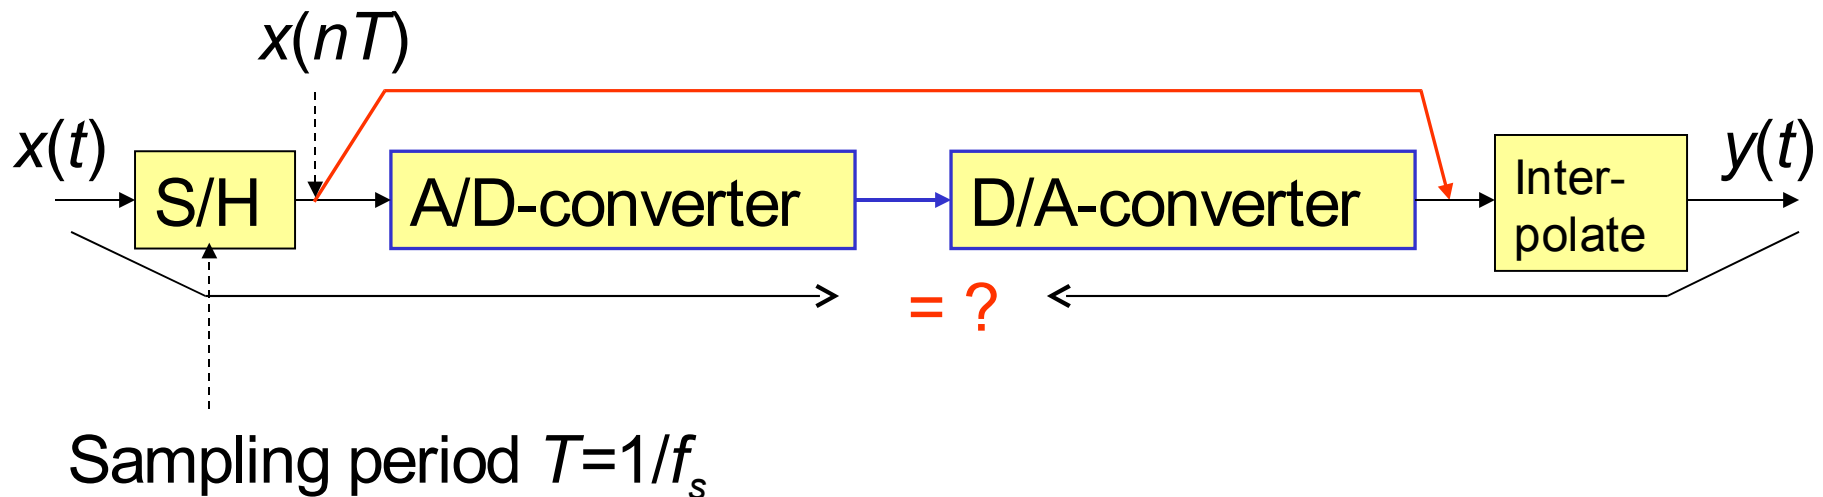 x(nT)
x(t)
S/H
A/D-converter
D/A-converter
Inter-
polate
y(t)
= ?
Sampling period T=1/fₛ